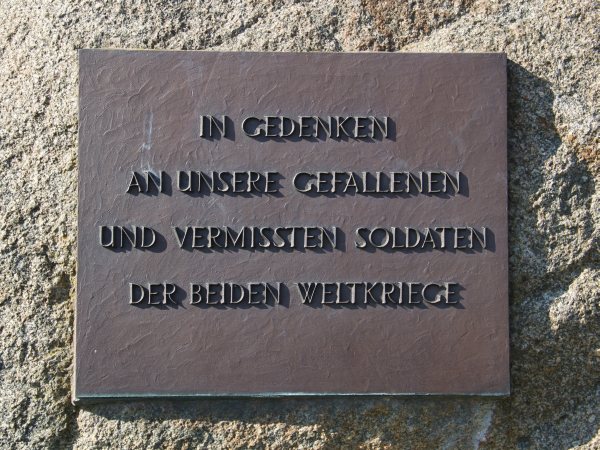 IN GEDENKEN
AN UNSERE GEFALLENEN
UND VERMISSTEN SOLDATEN
DER BEIDEN WELTKRIEGE